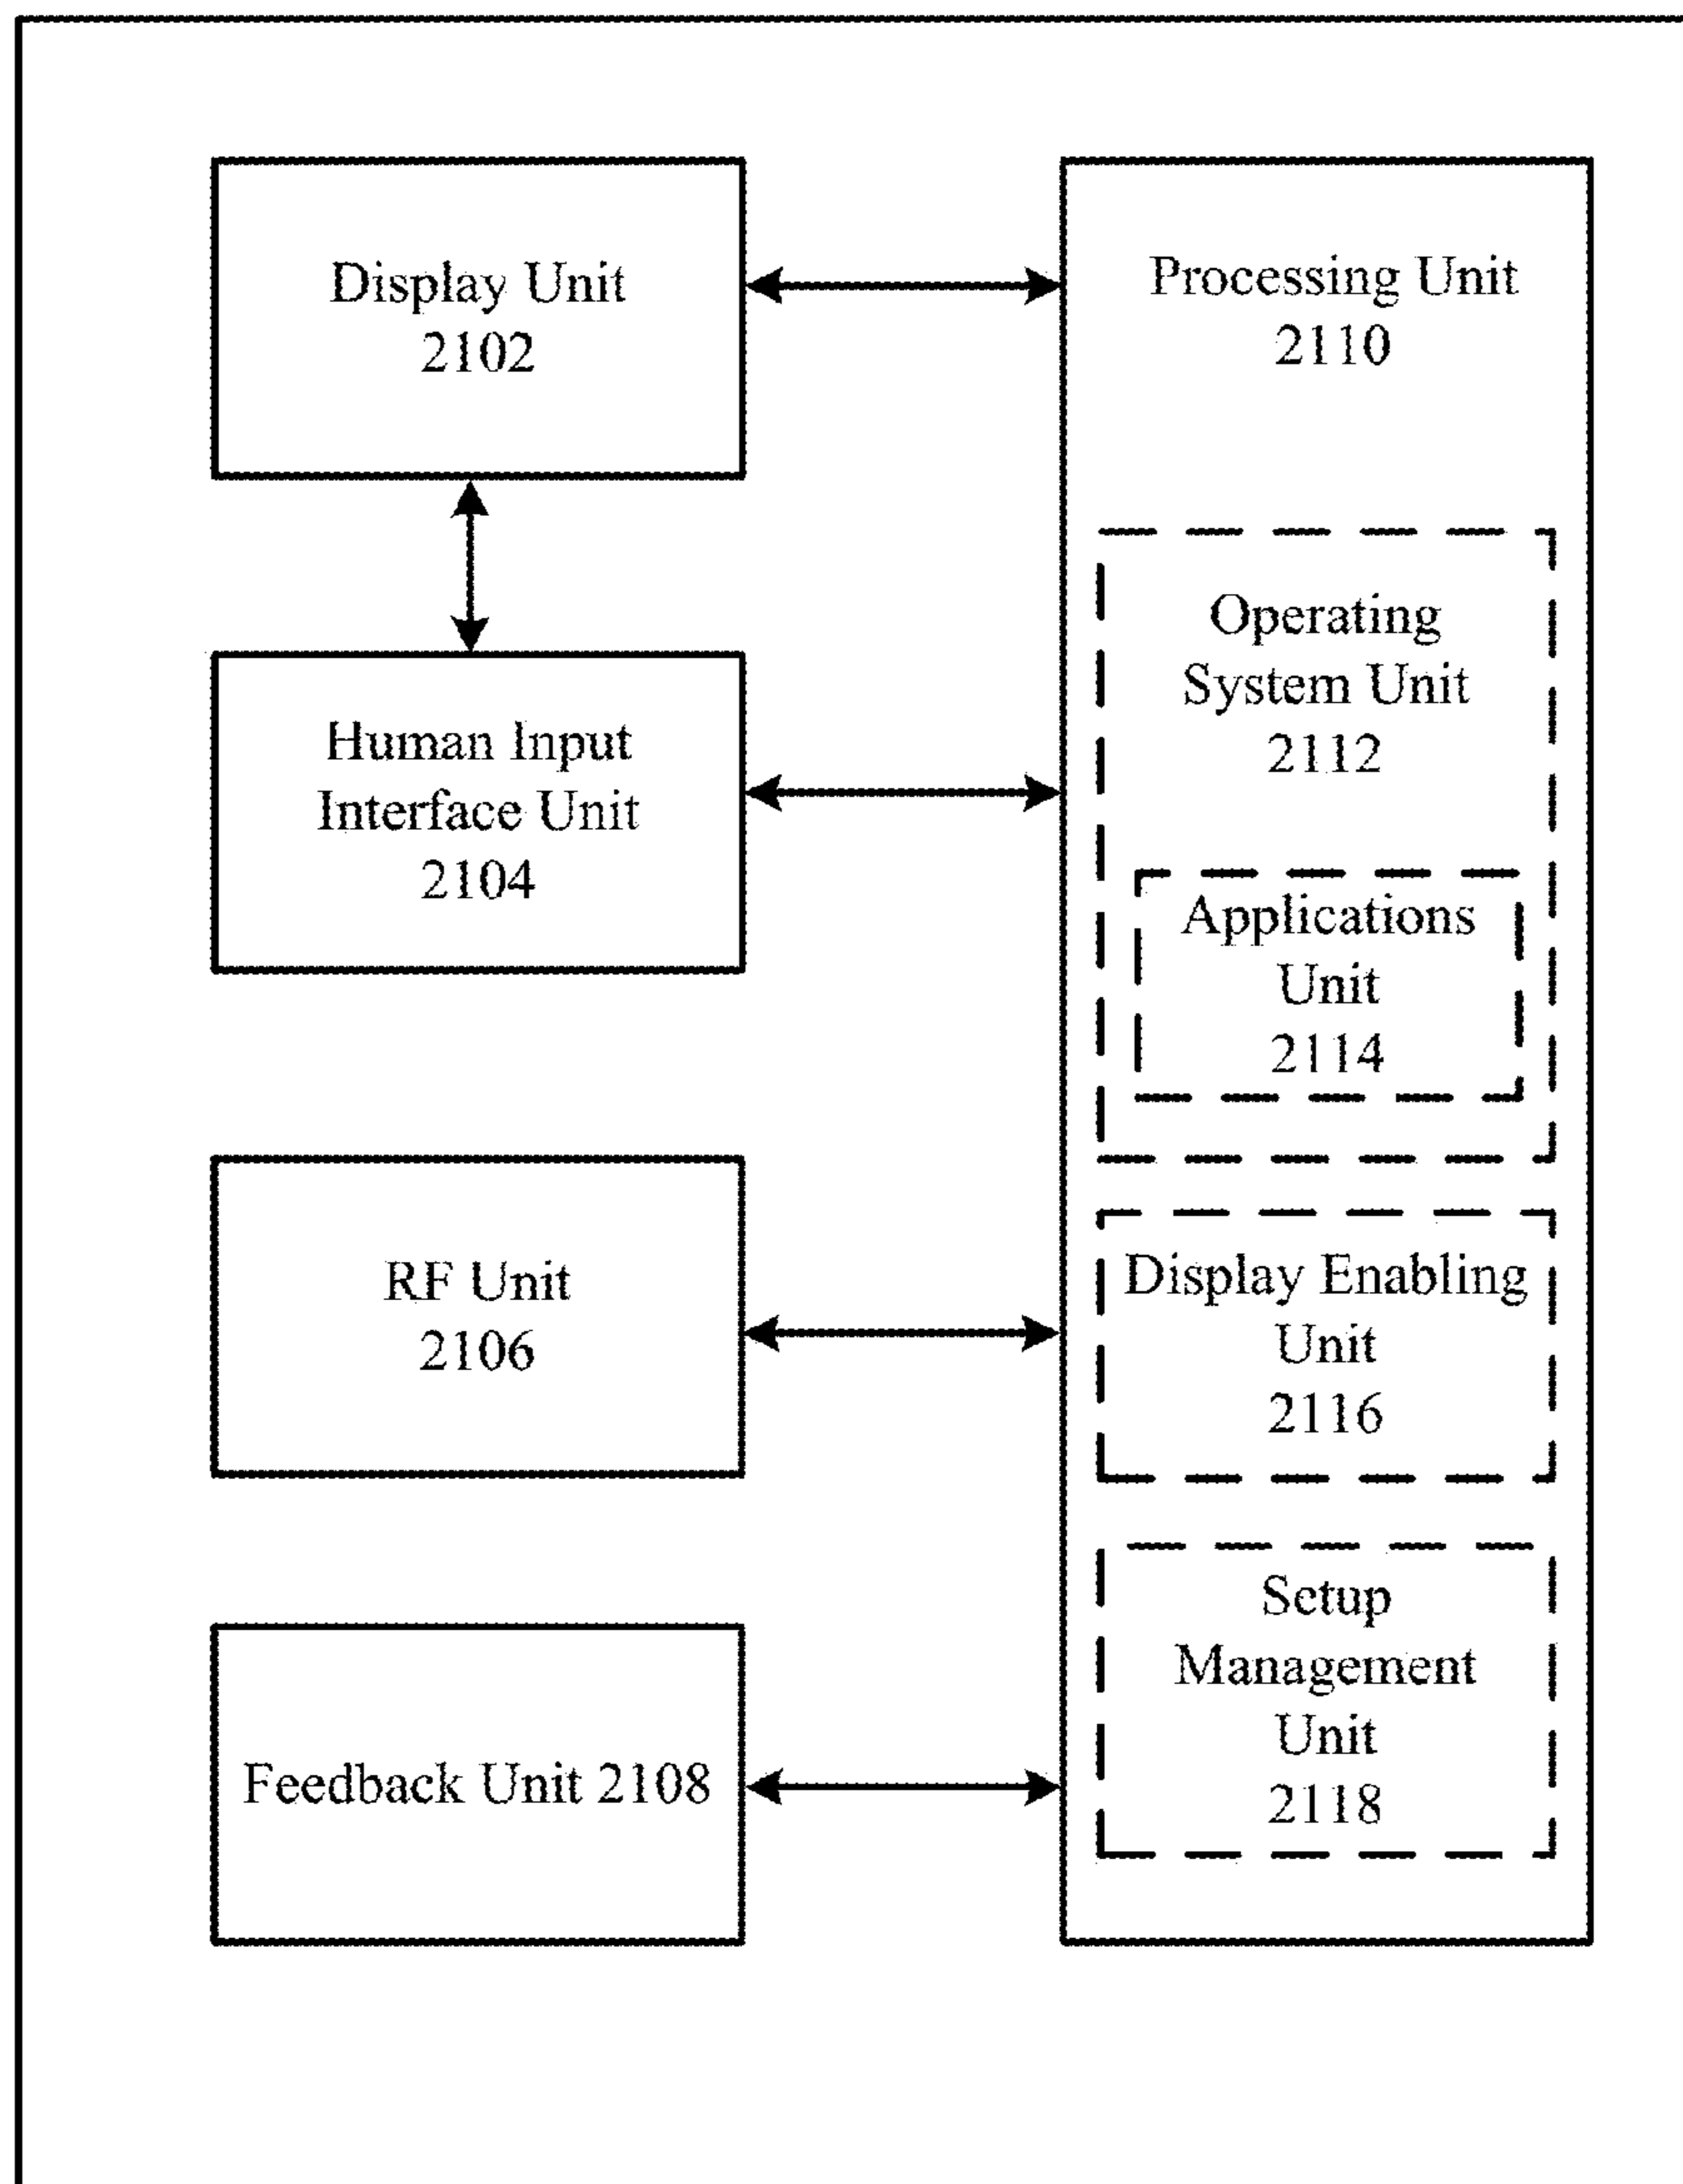 Display Unit
2102
Processing Unit
2110
Human Input
Interface Unit
2104
Operating
System Unit
2112
Applications
Unit
2114
RF Unit
2106
Display Enabling
Unit
2116
Feedback Unit 2108
Setup
Management
Unit
2118